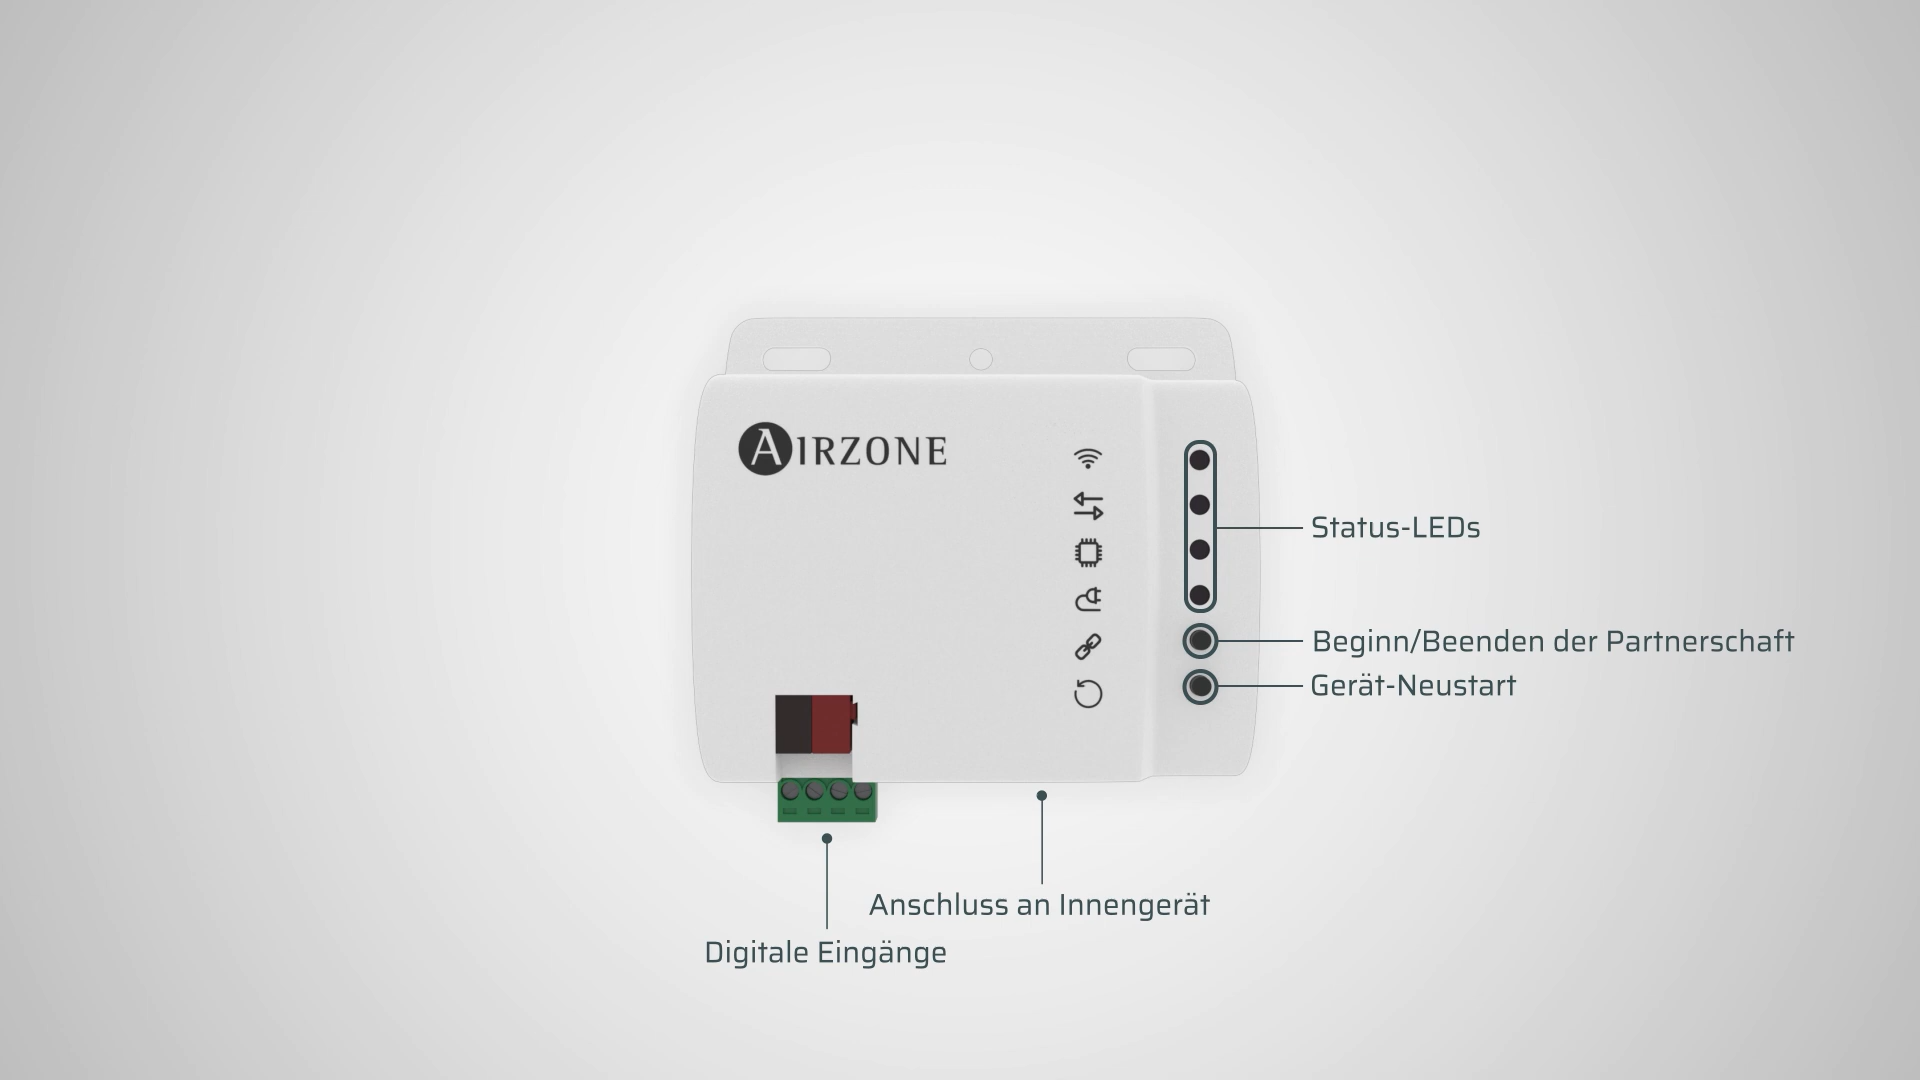 AIRZONE
Status-LEDs
Beginn/Beenden der Partnerschaft
Gerät-Neustart
Anschluss an Innengerät
Digitale Eingänge